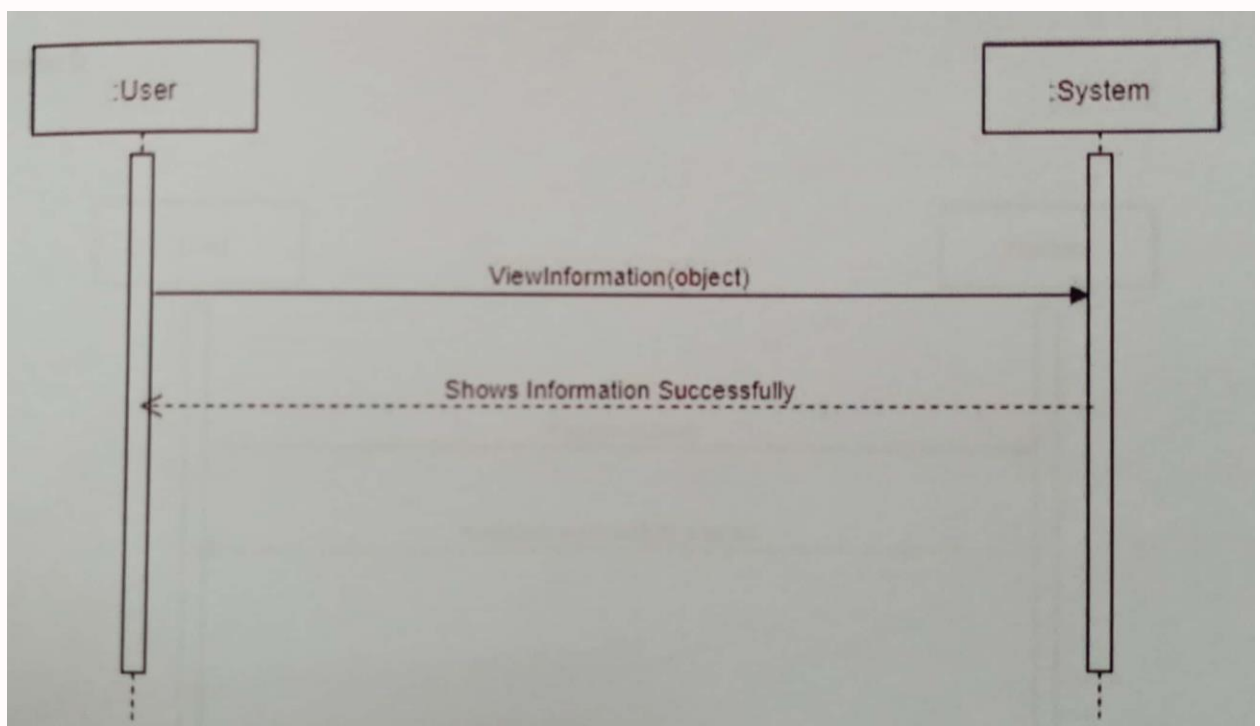 :User
:System
ViewInformation(object)
Shows Information Successfully